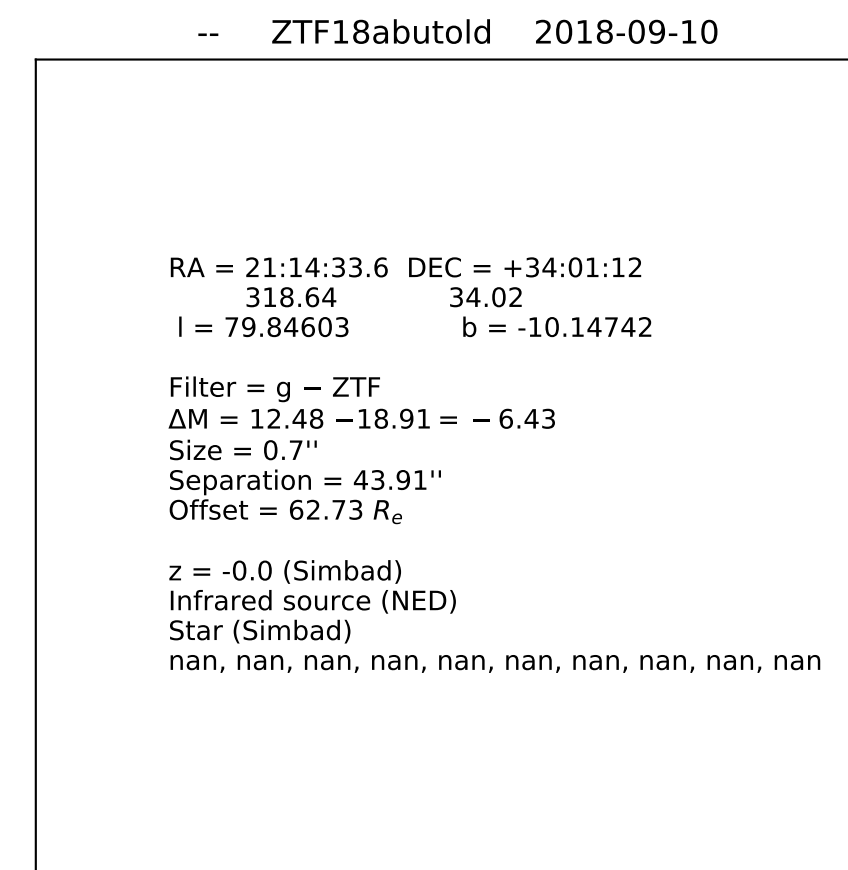 -- ZTF18abutold 2018-09-10
RA = 21:14:33.6 DEC = +34:01:12
318.64 34.02
l = 79.84603 b = -10.14742
Filter = g − ZTF
ΔM = 12.48 −18.91 = − 6.43
Size = 0.7''
Separation = 43.91''
Offset = 62.73 Re
z = -0.0 (Simbad)
Infrared source (NED)
Star (Simbad)
nan, nan, nan, nan, nan, nan, nan, nan, nan, nan